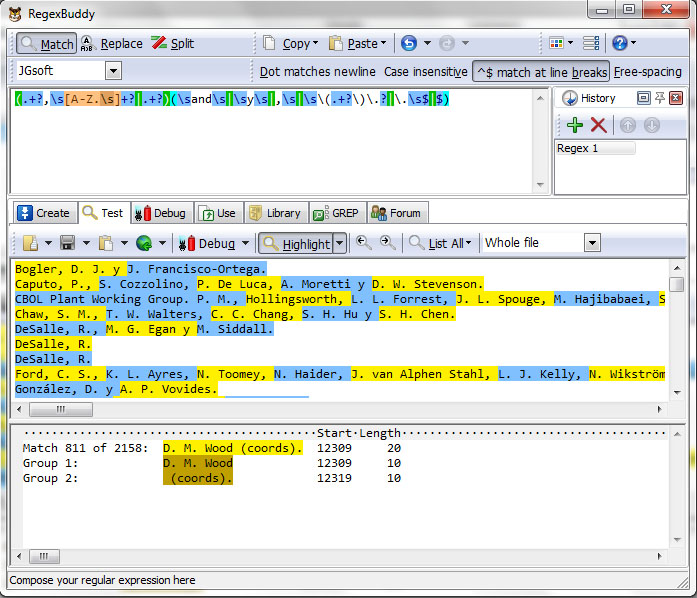 RegexBuddy
Match Replace Split Copy Paste
JGsoft Dot matches newline Case insensitive ^$ match at line breaks Free-spacing
(.+?,\s[A-Z.\s]+?|.+?)(\sand\s|\sy\s|,\s|\s\(.+?\)\.?|\.\s$|$)
History
Regex 1
Create Test Debug Use Library GREP Forum
Debug Highlight List All Whole file
Bogler, D. J. y J. Francisco-Ortega.
Caputo, P., S. Cozzolino, P. De Luca, A. Moretti y D. W. Stevenson.
CBOL Plant Working Group. P. M., Hollingsworth, L. L. Forrest, J. L. Spouge, M. Hajibabaei, S
Chaw, S. M., T. W. Walters, C. C. Chang, S. H. Hu y S. H. Chen.
DeSalle, R., M. G. Egan y M. Siddall.
DeSalle, R.
DeSalle, R.
Ford, C. S., K. L. Ayres, N. Toomey, N. Haider, J. van Alphen Stahl, L. J. Kelly, N. Wikström
González, D. y A. P. Vovides.
Start·Length
Match 811 of 2158: D. M. Wood (coords). 12309 20
Group 1: D. M. Wood 12309 10
Group 2: (coords). 12319 10
Compose your regular expression here